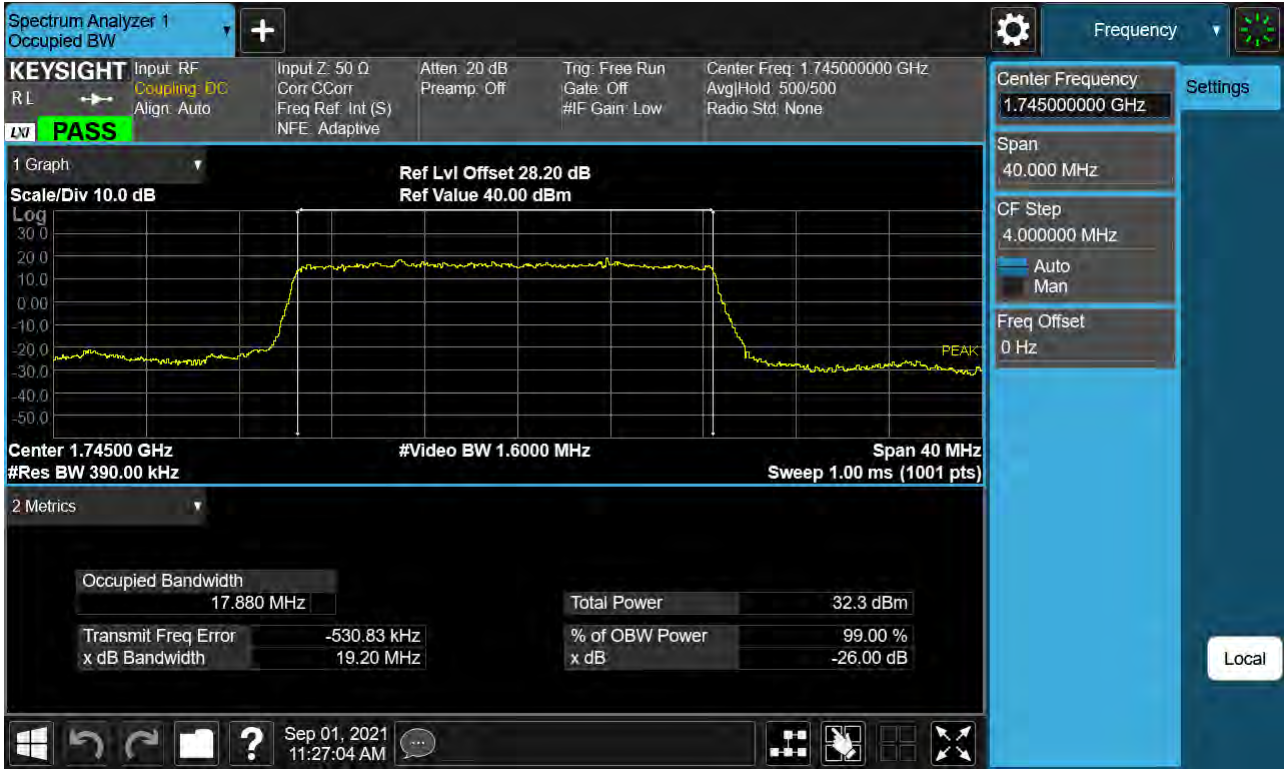 Spectrum Analyzer 1
Occupied BW
Frequency
KEYSIGHT
RL
LXI
PASS
Input: RF
Coupling: DC
Align: Auto
Input Z: 50 Ω
Corr CCorr
Freq Ref: Int (S)
NFE: Adaptive
Atten: 20 dB
Preamp: Off
Trig: Free Run
Gate: Off
#IF Gain: Low
Center Freq: 1.745000000 GHz
Avg|Hold: 500/500
Radio Std: None
Center Frequency
1.745000000 GHz
Settings
Span
40.000 MHz
CF Step
4.000000 MHz
Auto
Man
Freq Offset
0 Hz
Local
1 Graph
Scale/Div 10.0 dB
Ref Lvl Offset 28.20 dB
Ref Value 40.00 dBm
Log
30.0
20.0
10.0
0.00
-10.0
-20.0
-30.0
-40.0
-50.0
PEAK
Center 1.74500 GHz
#Video BW 1.6000 MHz
Span 40 MHz
#Res BW 390.00 kHz
Sweep 1.00 ms (1001 pts)
2 Metrics
Occupied Bandwidth
17.880 MHz
Total Power 32.3 dBm
Transmit Freq Error -530.83 kHz
% of OBW Power 99.00 %
x dB Bandwidth 19.20 MHz
x dB -26.00 dB
?
Sep 01, 2021
11:27:04 AM